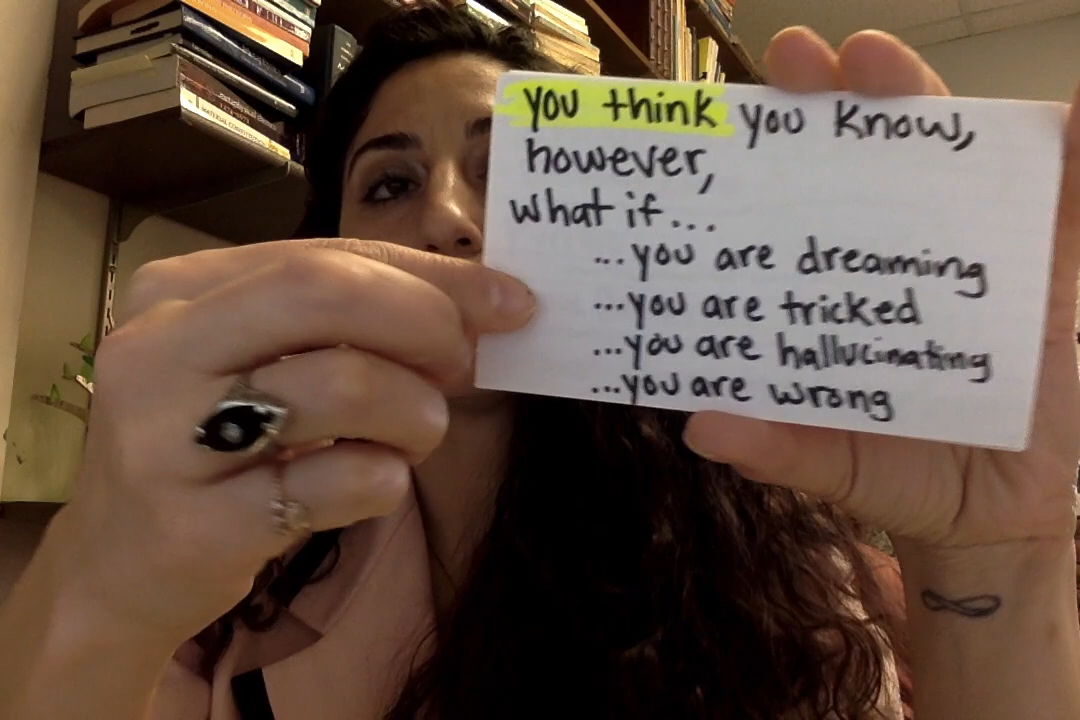 you think you know,
however,
what if...
...you are dreaming
...you are tricked
...you are hallucinating
...you are wrong